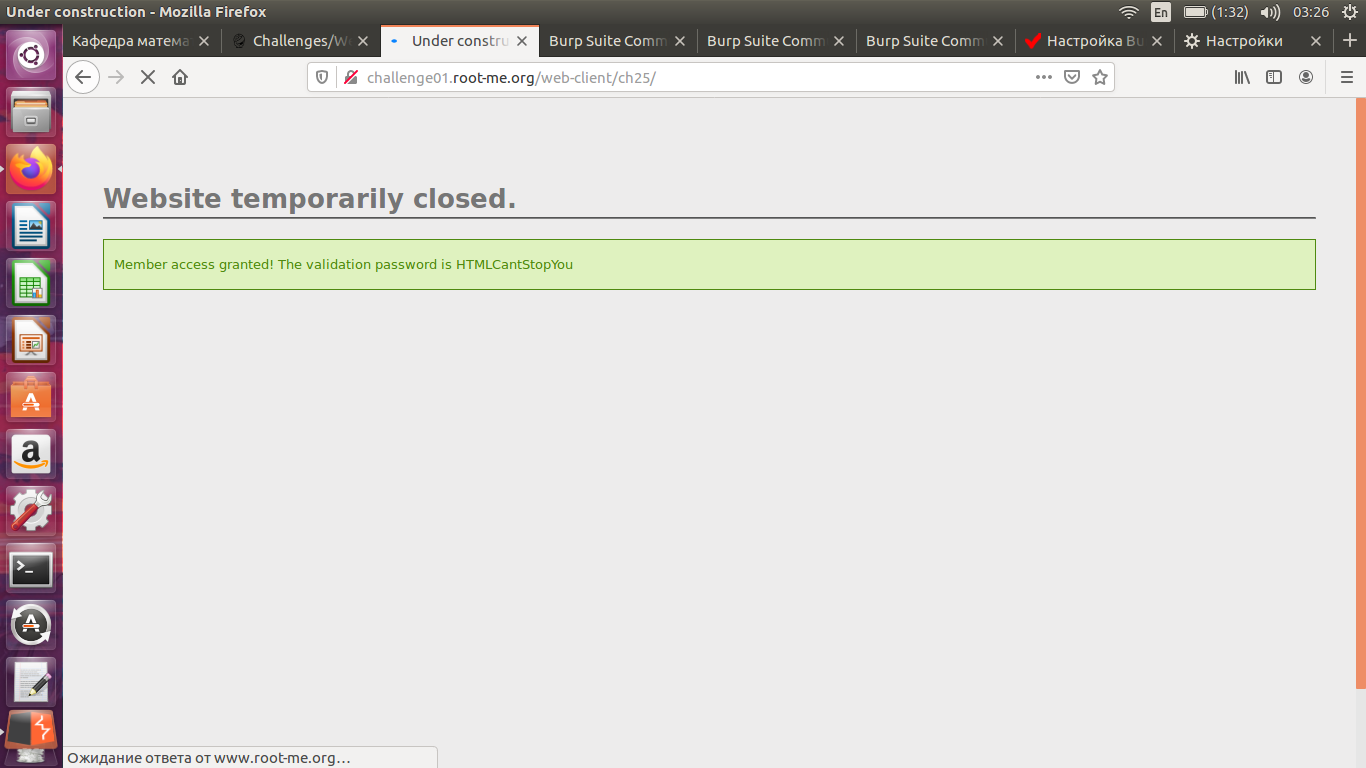 Under construction - Mozilla Firefox
En
(1:32)
03:26
Кафедра матема
Challenges/We
Under constru
Burp Suite Comm
Burp Suite Comm
Burp Suite Comm
Настройка Bu
Настройки
challenge01.root-me.org/web-client/ch25/
Website temporarily closed.
Member access granted! The validation password is HTMLCantStopYou
Ожидание ответа от www.root-me.org…